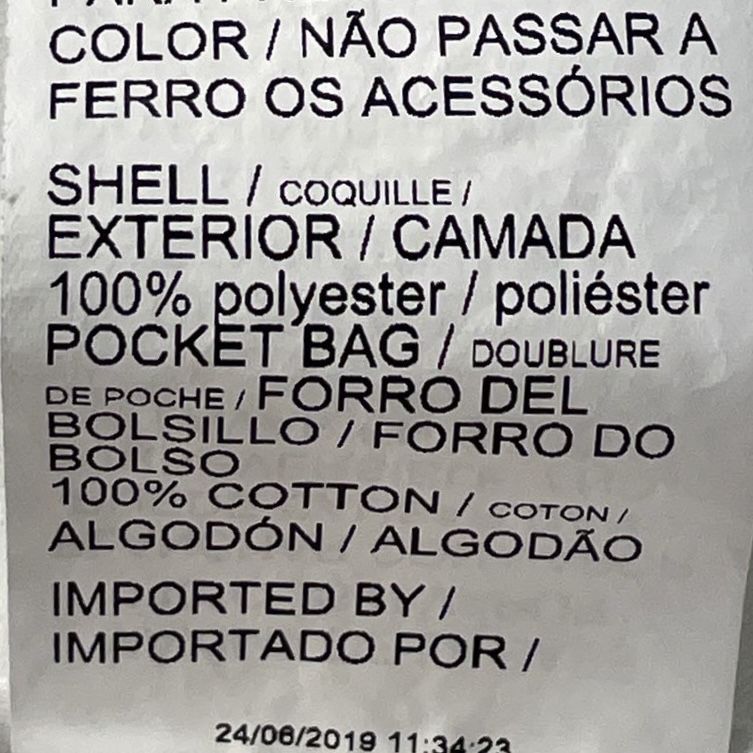 COLOR / NÃO PASSAR A
FERRO OS ACESSÓRIOS
SHELL / COQUILLE /
EXTERIOR / CAMADA
100% polyester / poliéster
POCKET BAG / DOUBLURE
DE POCHE / FORRO DEL
BOLSILLO / FORRO DO
BOLSO
100% COTTON / COTON /
ALGODÓN / ALGODÃO
IMPORTED BY /
IMPORTADO POR /
24/06/2019 11:34:23